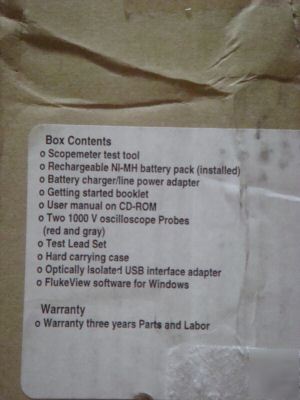 Box Contents
o Scopemeter test tool
o Rechargeable NI-MH battery pack (installed)
o Battery charger/line power adapter
o Getting started booklet
o User manual on CD-ROM
o Two 1000 V oscilloscope Probes
(red and gray)
o Test Lead Set
o Hard carrying case
o Optically Isolated USB interface adapter
o FlukeView software for Windows
Warranty
o Warranty three years Parts and Labor